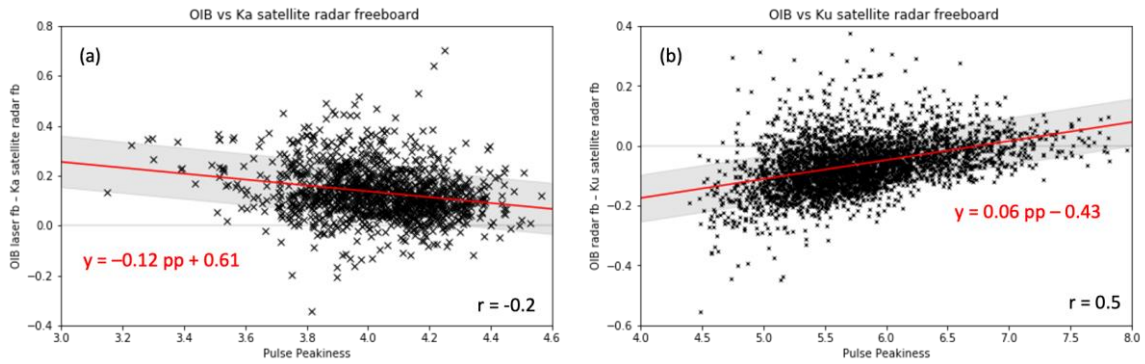 OIB vs Ka satellite radar freeboard
(a)
OIB laser fb – Ka satellite radar fb
0.8
0.6
0.4
0.2
0.0
−0.2
−0.4
y = –0.12 pp + 0.61
r = -0.2
3.0 3.2 3.4 3.6 3.8 4.0 4.2 4.4 4.6
Pulse Peakiness
OIB vs Ku satellite radar freeboard
(b)
OIB radar fb – Ku satellite radar fb
0.4
0.2
0.0
−0.2
−0.4
−0.6
y = 0.06 pp – 0.43
r = 0.5
4.0 4.5 5.0 5.5 6.0 6.5 7.0 7.5 8.0
Pulse Peakiness